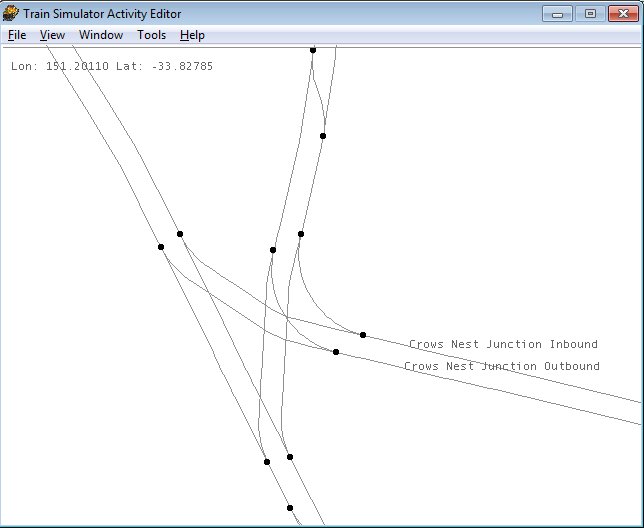 Train Simulator Activity Editor
File View Window Tools Help
Lon: 151.20110 Lat: -33.82785
Crows Nest Junction Inbound
Crows Nest Junction Outbound